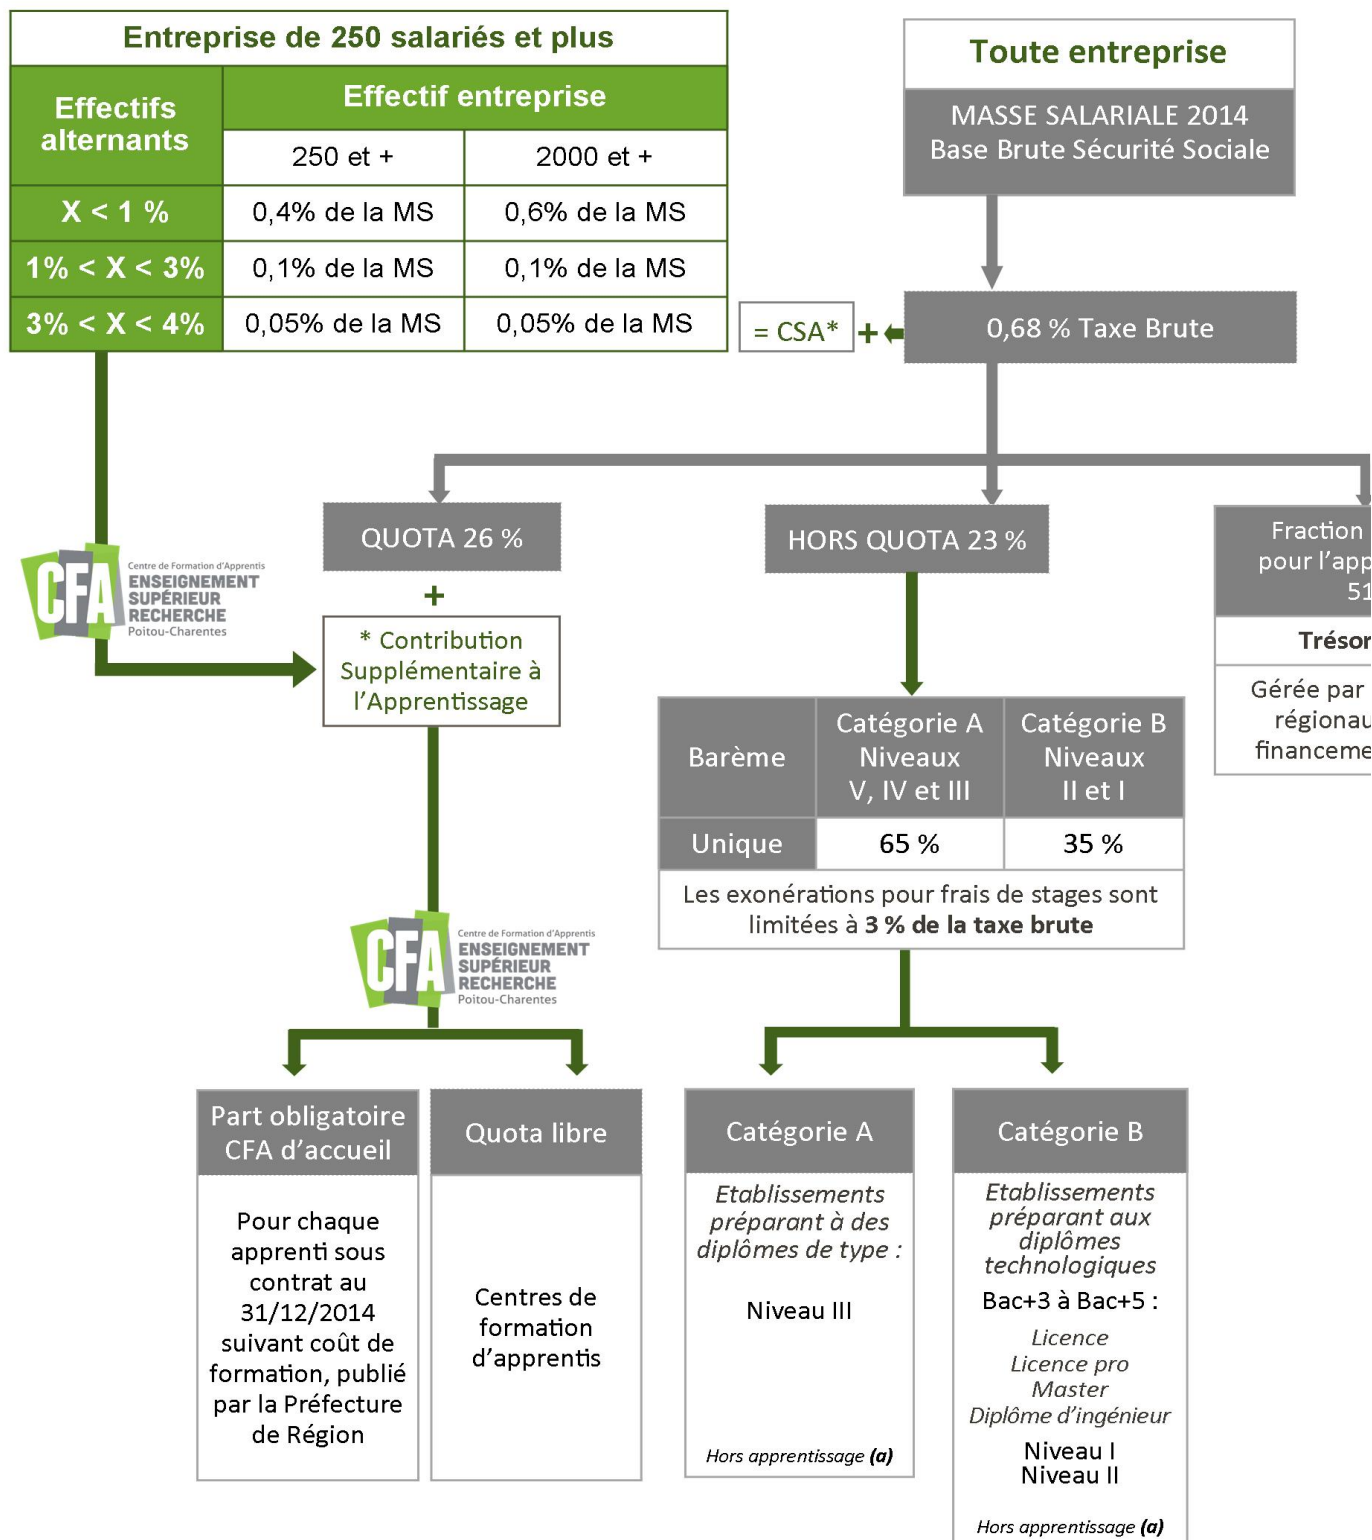 Entreprise de 250 salariés et plus
Effectifs
alternants
Effectif entreprise
250 et +
2000 et +
X < 1 %
0,4% de la MS
0,6% de la MS
1% < X < 3%
0,1% de la MS
0,1% de la MS
3% < X < 4%
0,05% de la MS
0,05% de la MS
Toute entreprise
MASSE SALARIALE 2014
Base Brute Sécurité Sociale
= CSA*
+
0,68 % Taxe Brute
QUOTA 26 %
+
* Contribution
Supplémentaire à
l’Apprentissage
CFA
Centre de Formation d'Apprentis
ENSEIGNEMENT
SUPÉRIEUR
RECHERCHE
Poitou-Charentes
HORS QUOTA 23 %
Barème
Catégorie A
Niveaux
V, IV et III
Catégorie B
Niveaux
II et I
Unique
65 %
35 %
Les exonérations pour frais de stages sont
limitées à 3 % de la taxe brute
Fraction
pour l’app
51
Trésor
Gérée par
régionau
financeme
CFA
Centre de Formation d'Apprentis
ENSEIGNEMENT
SUPÉRIEUR
RECHERCHE
Poitou-Charentes
Part obligatoire
CFA d’accueil
Pour chaque
apprenti sous
contrat au
31/12/2014
suivant coût de
formation, publié
par la Préfecture
de Région
Quota libre
Centres de
formation
d’apprentis
Catégorie A
Etablissements
préparant à des
diplômes de type :
Niveau III
Hors apprentissage (a)
Catégorie B
Etablissements
préparant aux
diplômes
technologiques
Bac+3 à Bac+5 :
Licence
Licence pro
Master
Diplôme d’ingénieur
Niveau I
Niveau II
Hors apprentissage (a)